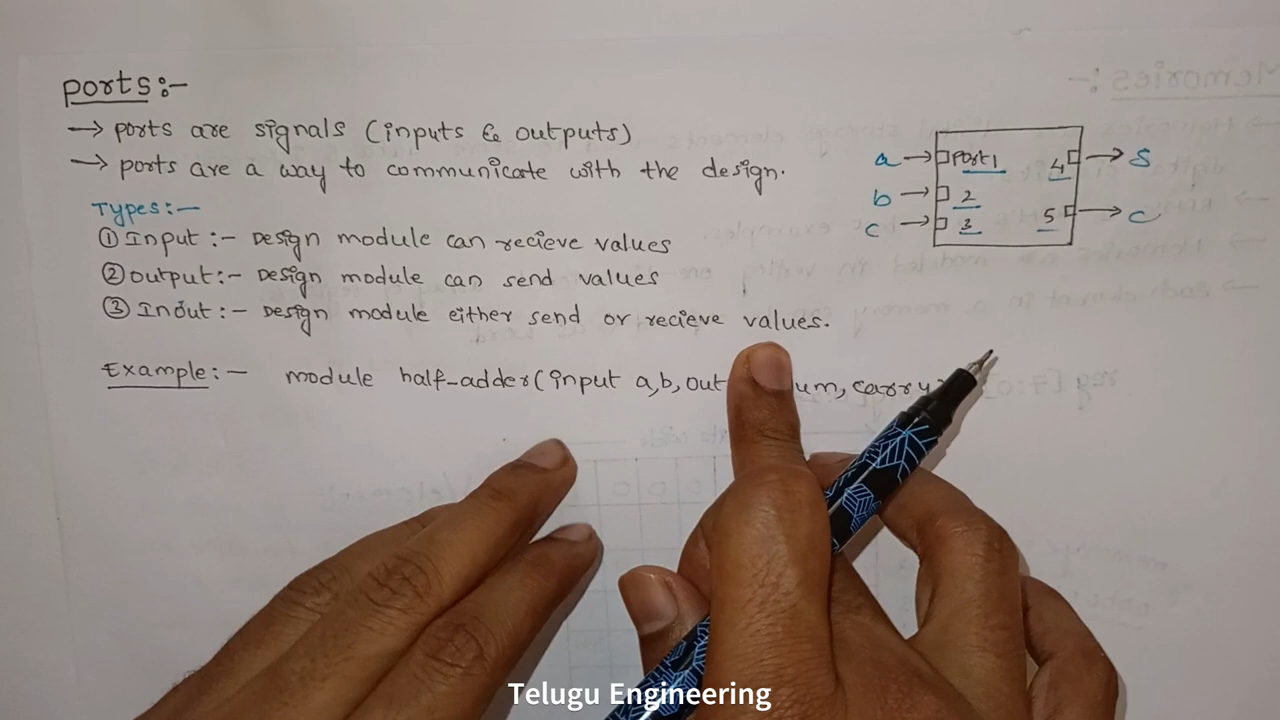 Ports:-
→ ports are signals (inputs & outputs)
→ ports are a way to communicate with the design.
Types:-
① Input :- Design module can recieve values
② output:- Design module can send values
③ Inout :- Design module either send or recieve values.
Example:- module half-adder(input a,b, out um, carry
a → port1 4 → S
b → 2
c → 3 5 → C
Memories :-
Telugu Engineering